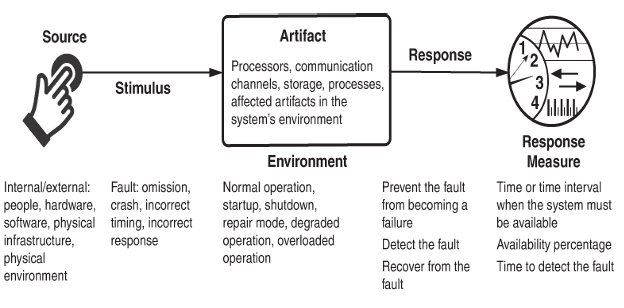 Source
Stimulus
Artifact
Processors, communication
channels, storage, processes,
affected artifacts in the
system's environment
Environment
Response
1
2
3
4
Response
Measure
Internal/external:
people, hardware,
software, physical
infrastructure,
physical
environment
Fault: omission,
crash, incorrect
timing, incorrect
response
Normal operation,
startup, shutdown,
repair mode, degraded
operation, overloaded
operation
Prevent the fault
from becoming a
failure
Detect the fault
Recover from the
fault
Time or time interval
when the system must
be available
Availability percentage
Time to detect the fault